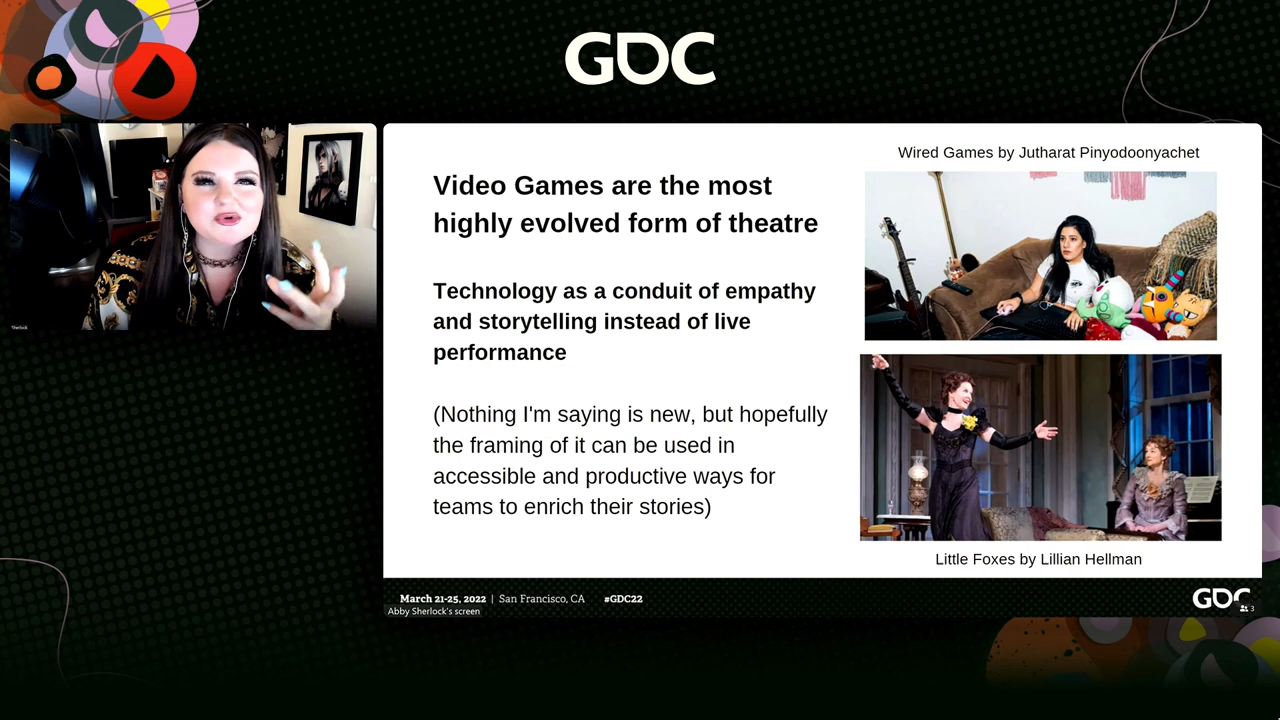 GDC
Sherlock
Video Games are the most
highly evolved form of theatre
Technology as a conduit of empathy
and storytelling instead of live
performance
(Nothing I'm saying is new, but hopefully
the framing of it can be used in
accessible and productive ways for
teams to enrich their stories)
Wired Games by Jutharat Pinyodoonyachet
Little Foxes by Lillian Hellman
March 21-25, 2022 | San Francisco, CA #GDC22
GDC
Abby Sherlock's screen
3